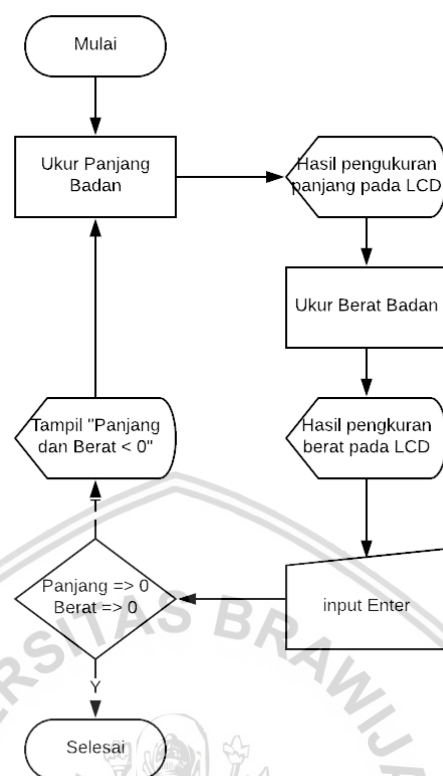 Mulai
Ukur Panjang
Badan
Hasil pengukuran
panjang pada LCD
Ukur Berat Badan
Hasil pengkuran
berat pada LCD
input Enter
Panjang => 0
Berat => 0
T
Tampil "Panjang
dan Berat < 0"
Y
Selesai